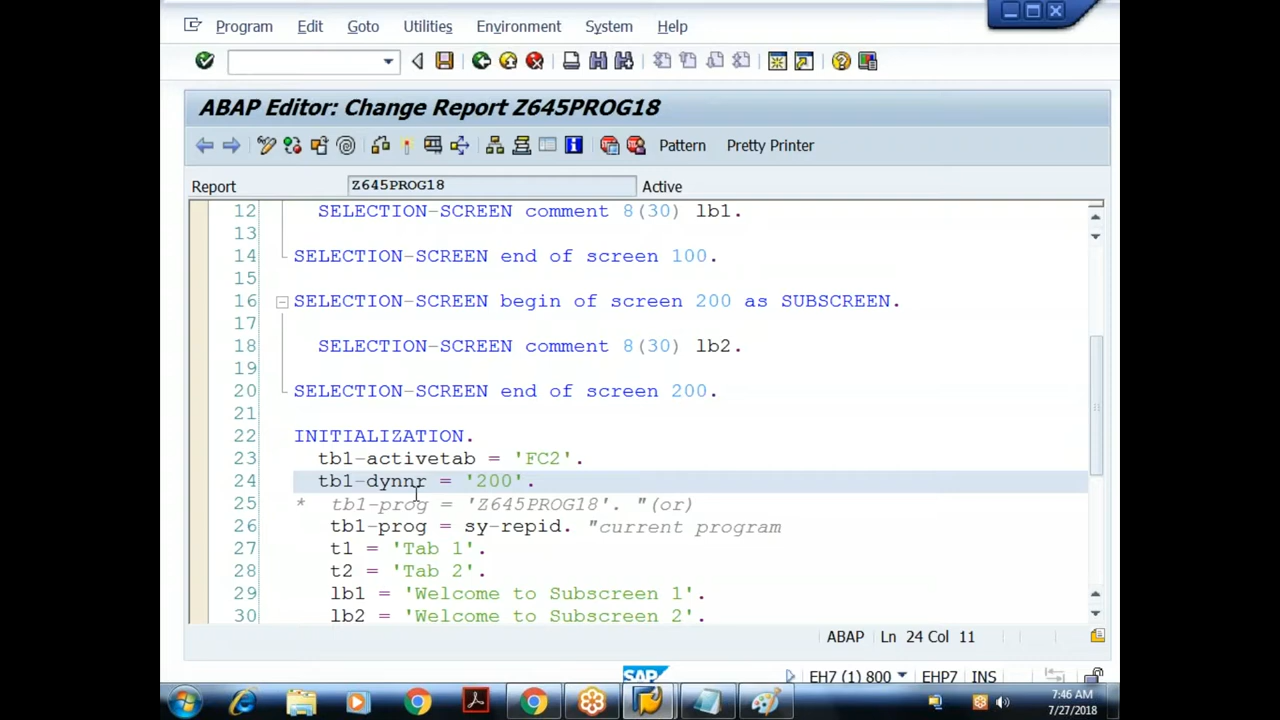 Program Edit Goto Utilities Environment System Help
ABAP Editor: Change Report Z645PROG18
Pattern Pretty Printer
Report Z645PROG18 Active
12 SELECTION-SCREEN comment 8(30) lb1.
13
14 SELECTION-SCREEN end of screen 100.
15
16 SELECTION-SCREEN begin of screen 200 as SUBSCREEN.
17
18 SELECTION-SCREEN comment 8(30) lb2.
19
20 SELECTION-SCREEN end of screen 200.
21
22 INITIALIZATION.
23 tb1-activetab = 'FC2'.
24 tb1-dynnr = '200'.
25 * tb1-prog = 'Z645PROG18'. "(or)
26 tb1-prog = sy-repid. "current program
27 t1 = 'Tab 1'.
28 t2 = 'Tab 2'.
29 lb1 = 'Welcome to Subscreen 1'.
30 lb2 = 'Welcome to Subscreen 2'.
ABAP Ln 24 Col 11
SAP EH7 (1) 800 EHP7 INS
7:46 AM
7/27/2018